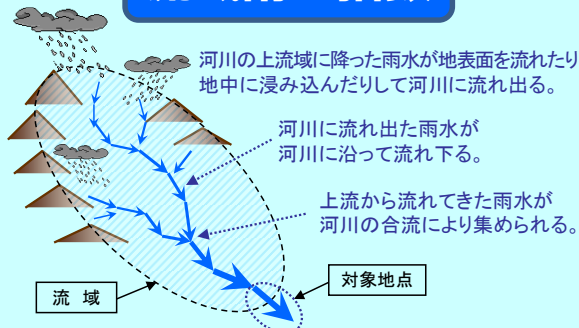 河川の上流域に降った雨水が地表面を流れたり
地中に浸み込んだりして河川に流れ出る。
河川に流れ出た雨水が
河川に沿って流れ下る。
上流から流れてきた雨水が
河川の合流により集められる。
対象地点
流 域